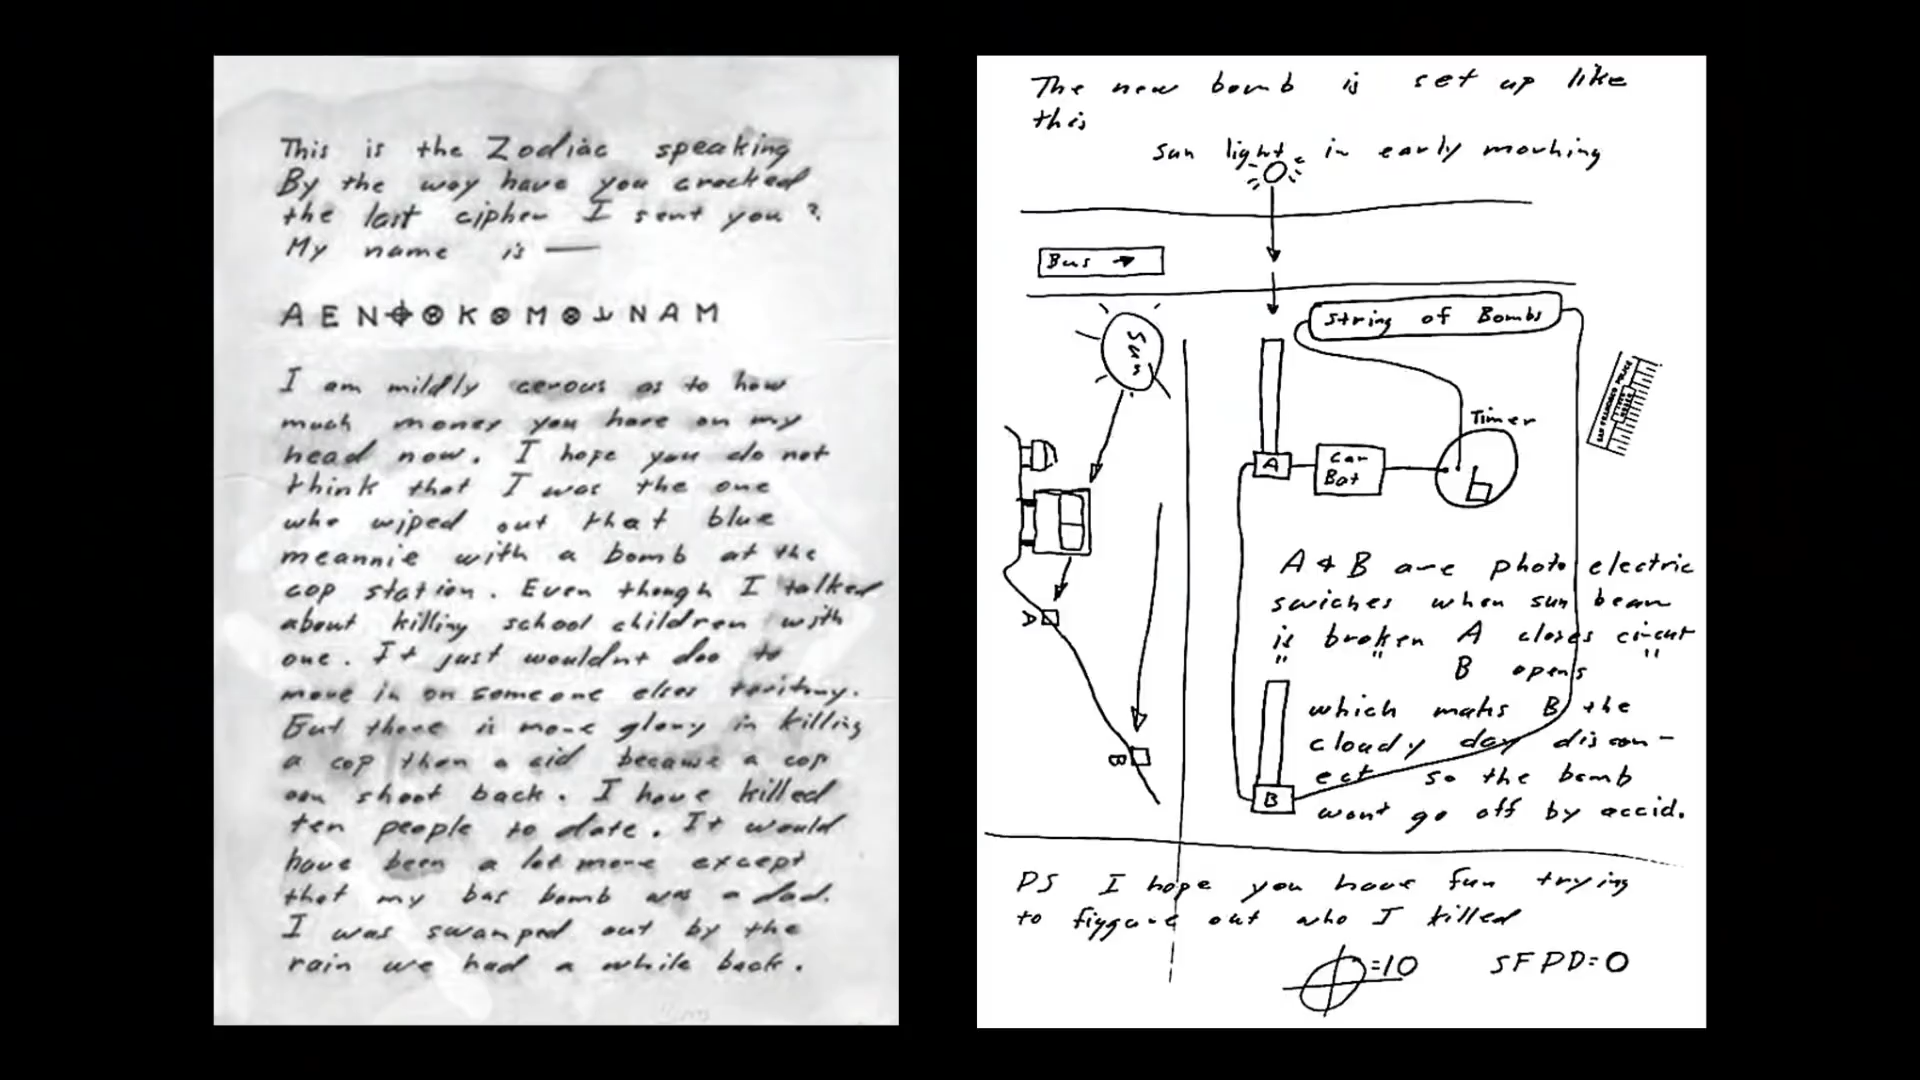 This is the Zodiac speaking
By the way have you cracked
the last cipher I sent you ?
My name is —
A E N ⌖ ⊗ K ⊗ M ⊗ ⅃ N A M
I am mildly cerous as to how
much money you have on my
head now. I hope you do not
think that I was the one
who wiped out that blue
meannie with a bomb at the
cop station. Even though I talked
about killing school children with
one. It just wouldnt doo to
move in on someone elses teritory.
But there is more glory in killing
a cop than a cid because a cop
can shoot back. I have killed
ten people to date. It would
have been a lot more except
that my bus bomb was a dud.
I was swamped out by the
rain we had a while back.
The new bomb is set up like
this
sun light in early morning
Bus →
Sun
String of Bombs
SAN FRANCISCO POLICE
Timer
A
Car
Bat
A
B
A & B are photo electric
swiches when sun beam
is broken A closes circut
" " B opens "
which maks B the
cloudy day discon-
ect so the bomb
wont go off by accid.
B
PS I hope you have fun trying
to figgure out who I killed
=10 SFPD=0